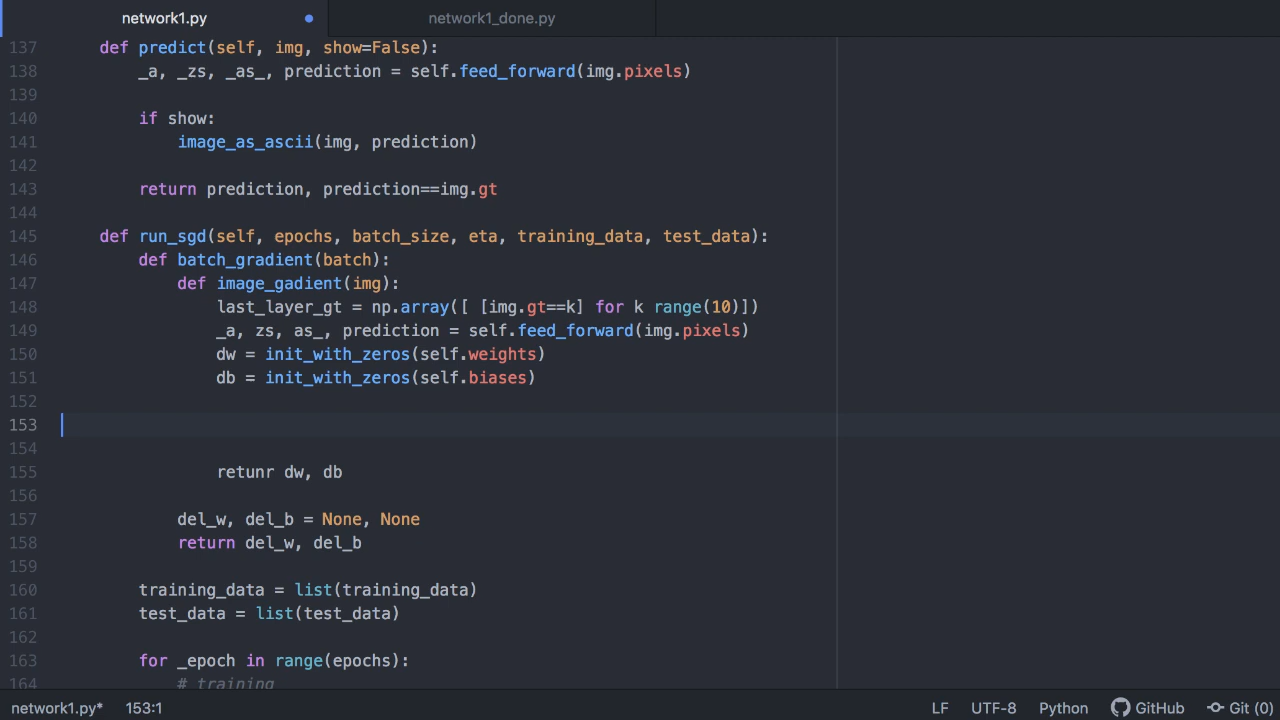 network1.py network1_done.py
137 def predict(self, img, show=False):
138 _a, _zs, _as_, prediction = self.feed_forward(img.pixels)
139
140 if show:
141 image_as_ascii(img, prediction)
142
143 return prediction, prediction==img.gt
144
145 def run_sgd(self, epochs, batch_size, eta, training_data, test_data):
146 def batch_gradient(batch):
147 def image_gadient(img):
148 last_layer_gt = np.array([ [img.gt==k] for k range(10)])
149 _a, zs, as_, prediction = self.feed_forward(img.pixels)
150 dw = init_with_zeros(self.weights)
151 db = init_with_zeros(self.biases)
152
153
154
155 retunr dw, db
156
157 del_w, del_b = None, None
158 return del_w, del_b
159
160 training_data = list(training_data)
161 test_data = list(test_data)
162
163 for _epoch in range(epochs):
164 # training
network1.py* 153:1 LF UTF-8 Python GitHub Git (0)